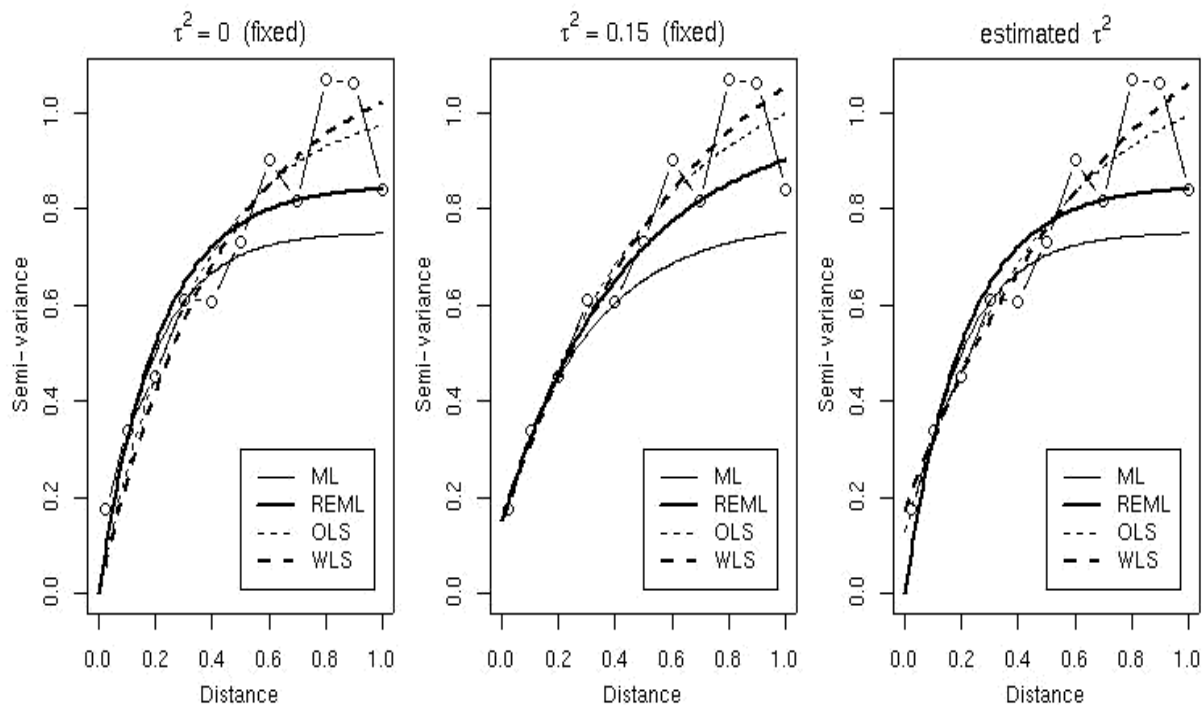 τ² = 0 (fixed)
Semi-variance
0.0 0.2 0.4 0.6 0.8 1.0
ML
REML
OLS
WLS
0.0 0.2 0.4 0.6 0.8 1.0
Distance
τ² = 0.15 (fixed)
Semi-variance
0.0 0.2 0.4 0.6 0.8 1.0
ML
REML
OLS
WLS
0.0 0.2 0.4 0.6 0.8 1.0
Distance
estimated τ²
Semi-variance
0.0 0.2 0.4 0.6 0.8 1.0
ML
REML
OLS
WLS
0.0 0.2 0.4 0.6 0.8 1.0
Distance